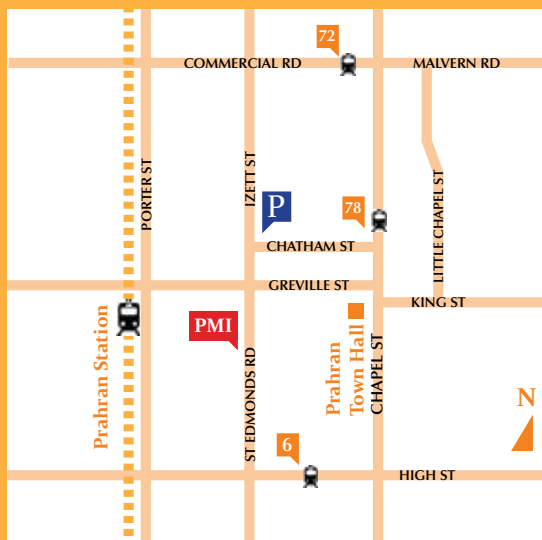 72
COMMERCIAL RD
MALVERN RD
PORTER ST
IZETT ST
LITTLE CHAPEL ST
P
78
CHATHAM ST
GREVILLE ST
KING ST
Prahran Station
PMI
Prahran
Town Hall
CHAPEL ST
ST EDMONDS RD
N
6
HIGH ST